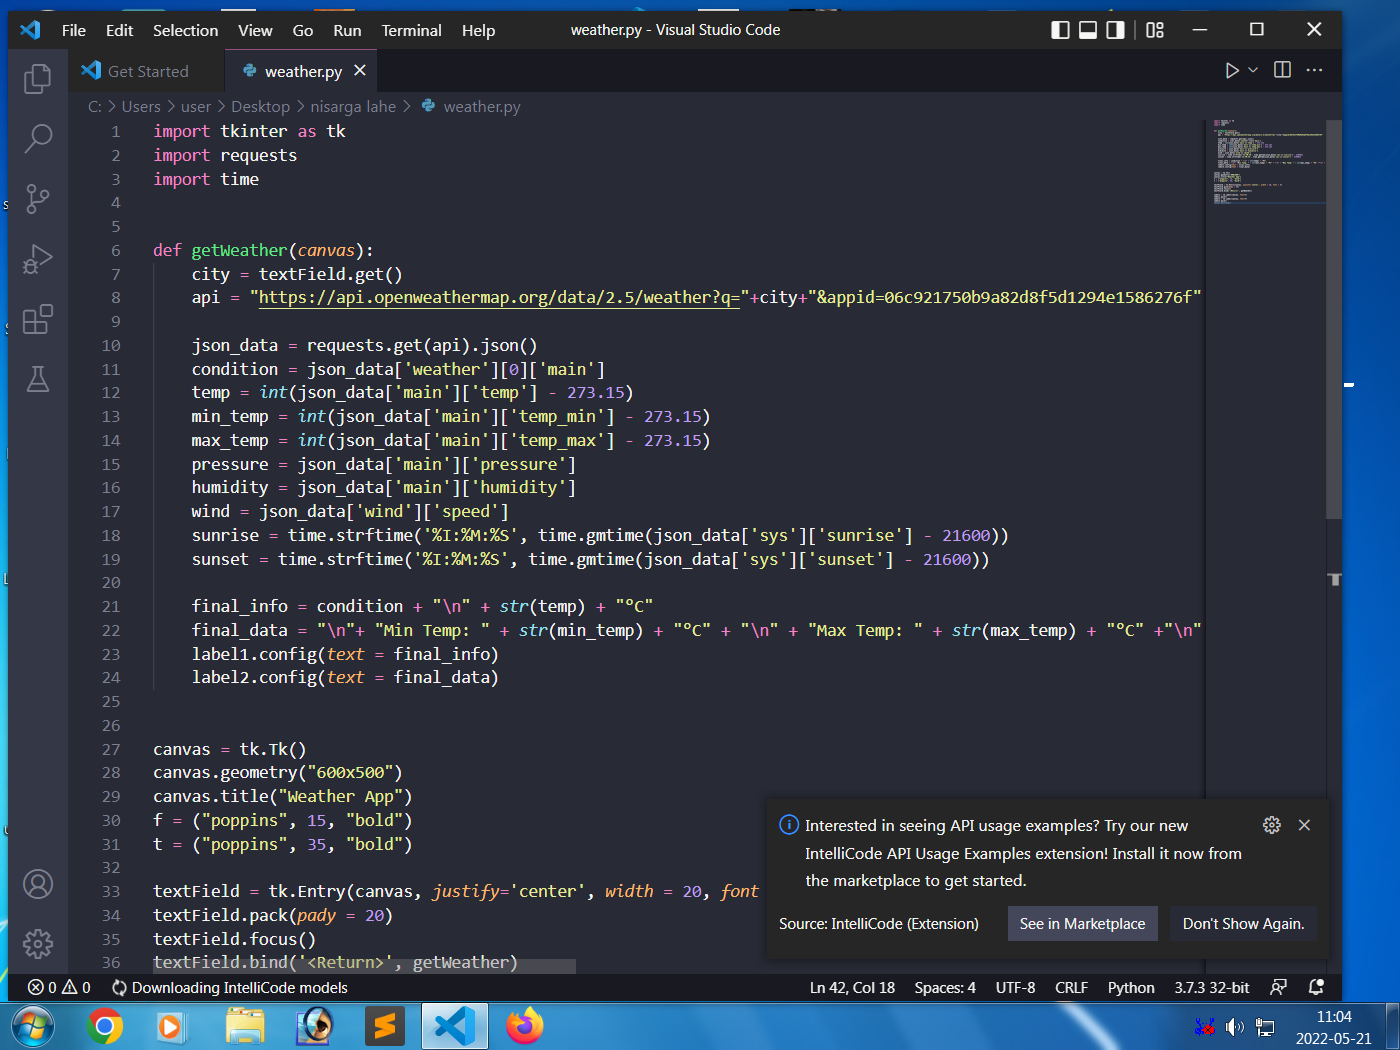 File Edit Selection View Go Run Terminal Help weather.py - Visual Studio Code
Get Started weather.py
C: > Users > user > Desktop > nisarga lahe > weather.py
1 import tkinter as tk
2 import requests
3 import time
4
5
6 def getWeather(canvas):
7 city = textField.get()
8 api = "https://api.openweathermap.org/data/2.5/weather?q="+city+"&appid=06c921750b9a82d8f5d1294e1586276f"
9
10 json_data = requests.get(api).json()
11 condition = json_data['weather'][0]['main']
12 temp = int(json_data['main']['temp'] - 273.15)
13 min_temp = int(json_data['main']['temp_min'] - 273.15)
14 max_temp = int(json_data['main']['temp_max'] - 273.15)
15 pressure = json_data['main']['pressure']
16 humidity = json_data['main']['humidity']
17 wind = json_data['wind']['speed']
18 sunrise = time.strftime('%I:%M:%S', time.gmtime(json_data['sys']['sunrise'] - 21600))
19 sunset = time.strftime('%I:%M:%S', time.gmtime(json_data['sys']['sunset'] - 21600))
20
21 final_info = condition + "\n" + str(temp) + "°C"
22 final_data = "\n"+ "Min Temp: " + str(min_temp) + "°C" + "\n" + "Max Temp: " + str(max_temp) + "°C" +"\n"
23 label1.config(text = final_info)
24 label2.config(text = final_data)
25
26
27 canvas = tk.Tk()
28 canvas.geometry("600x500")
29 canvas.title("Weather App")
30 f = ("poppins", 15, "bold")
31 t = ("poppins", 35, "bold")
32
33 textField = tk.Entry(canvas, justify='center', width = 20, font
34 textField.pack(pady = 20)
35 textField.focus()
36 textField.bind('<Return>', getWeather)
Interested in seeing API usage examples? Try our new
IntelliCode API Usage Examples extension! Install it now from
the marketplace to get started.
Source: IntelliCode (Extension) See in Marketplace Don't Show Again.
0 0 Downloading IntelliCode models Ln 42, Col 18 Spaces: 4 UTF-8 CRLF Python 3.7.3 32-bit
11:04
2022-05-21